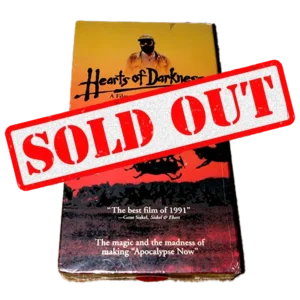 Hearts of Darkness
A Film
SOLD OUT
"The best film of 1991"
—Gene Siskel, Siskel & Ebert
The magic and the madness of
making "Apocalypse Now"